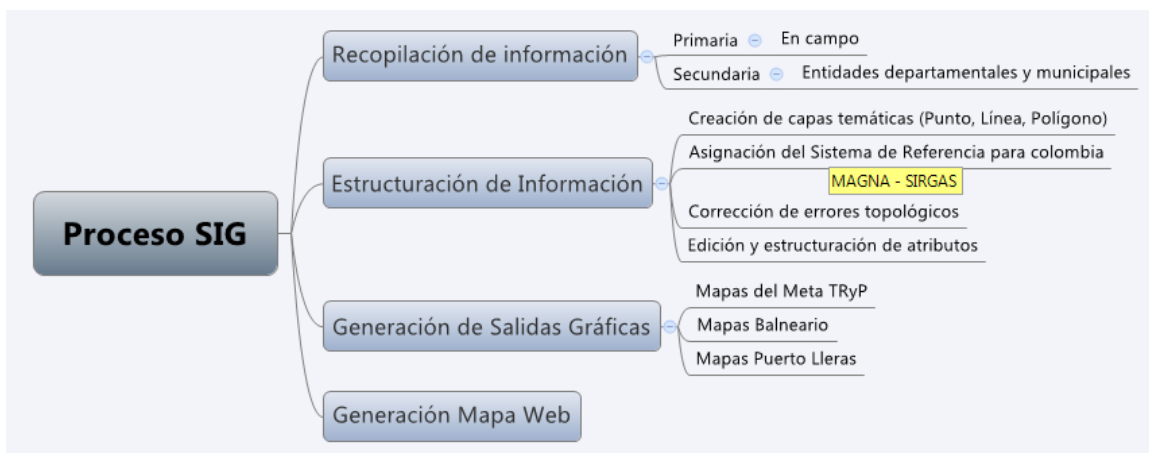 Proceso SIG
Recopilación de información
Primaria
En campo
Secundaria
Entidades departamentales y municipales
Estructuración de Información
Creación de capas temáticas (Punto, Línea, Polígono)
Asignación del Sistema de Referencia para colombia
MAGNA - SIRGAS
Corrección de errores topológicos
Edición y estructuración de atributos
Generación de Salidas Gráficas
Mapas del Meta TRyP
Mapas Balneario
Mapas Puerto Lleras
Generación Mapa Web